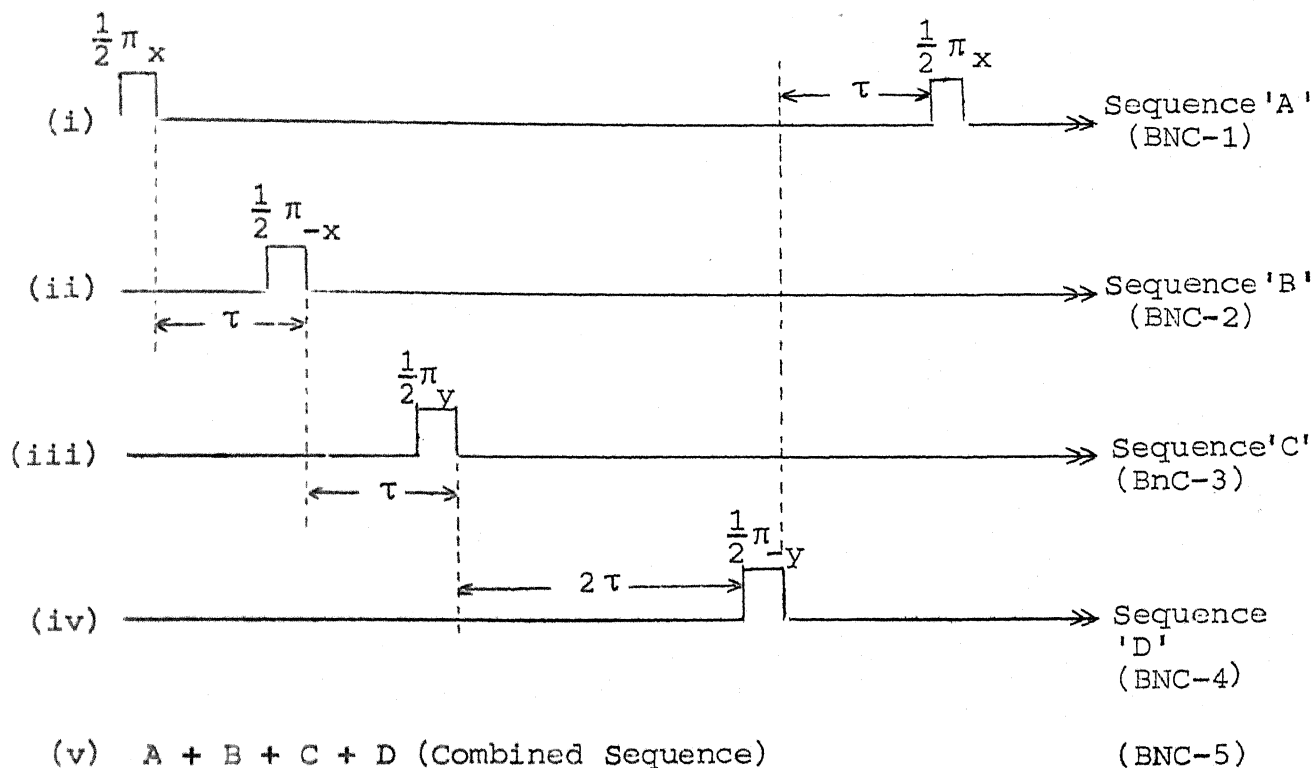 ½ π x
½ π x
τ
(i)
Sequence 'A'
(BNC-1)
½ π -x
(ii)
τ
Sequence 'B'
(BNC-2)
½ π y
(iii)
τ
Sequence 'C'
(BnC-3)
½ π -y
2 τ
(iv)
Sequence
'D'
(BNC-4)
(v) A + B + C + D (Combined Sequence) (BNC-5)